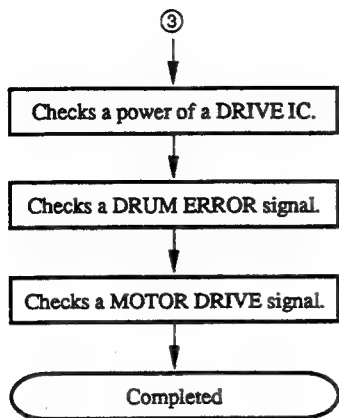 ③
Checks a power of a DRIVE IC.
Checks a DRUM ERROR signal.
Checks a MOTOR DRIVE signal.
Completed